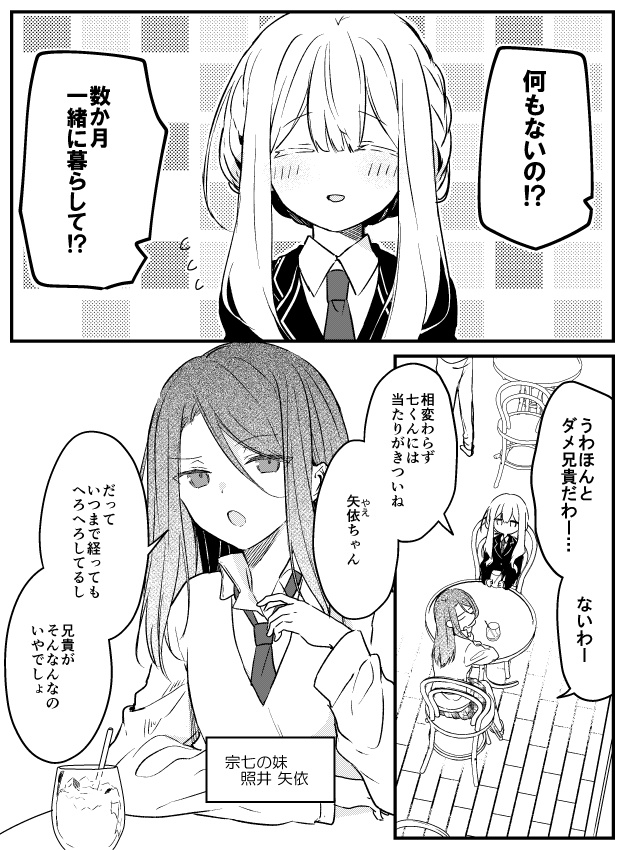 何もないの!?
数か月
一緒に暮らして!?
うわほんと
ダメ兄貴だわー…
ないわー
相変わらず
七くんには
当たりがきついね
矢依ちゃん
やえ
だって
いつまで経っても
へろへろしてるし
兄貴が
そんなんなの
いやでしょ
宗七の妹
照井 矢依